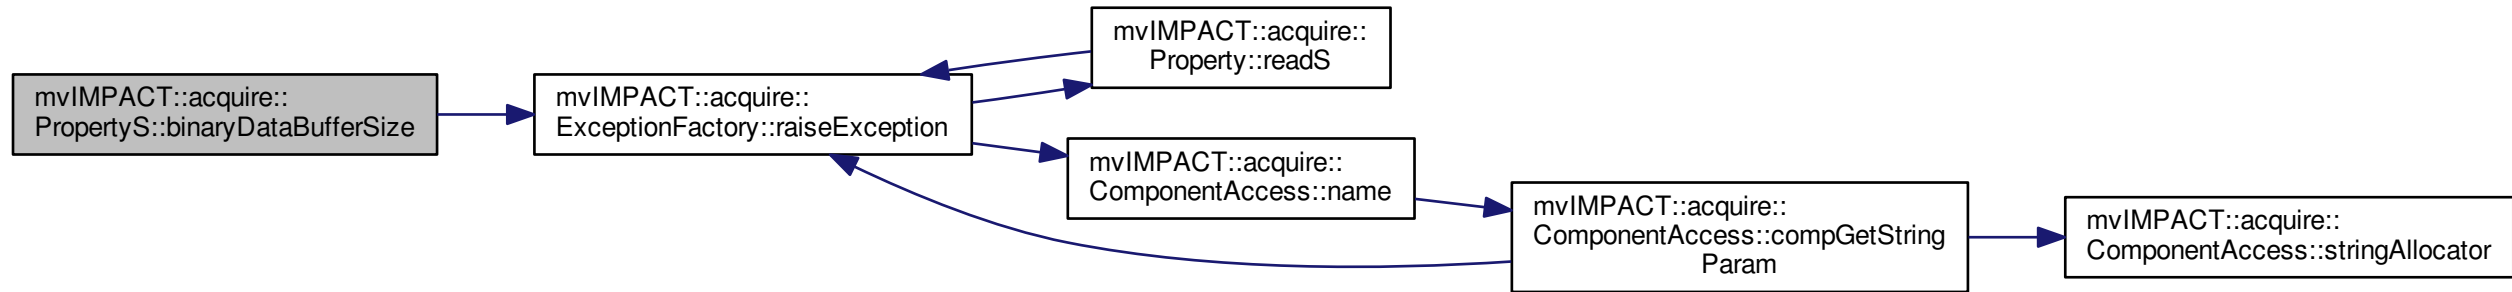 mvIMPACT::acquire::
PropertyS::binaryDataBufferSize
mvIMPACT::acquire::
ExceptionFactory::raiseException
mvIMPACT::acquire::
Property::readS
mvIMPACT::acquire::
ComponentAccess::name
mvIMPACT::acquire::
ComponentAccess::compGetString
Param
mvIMPACT::acquire::
ComponentAccess::stringAllocator